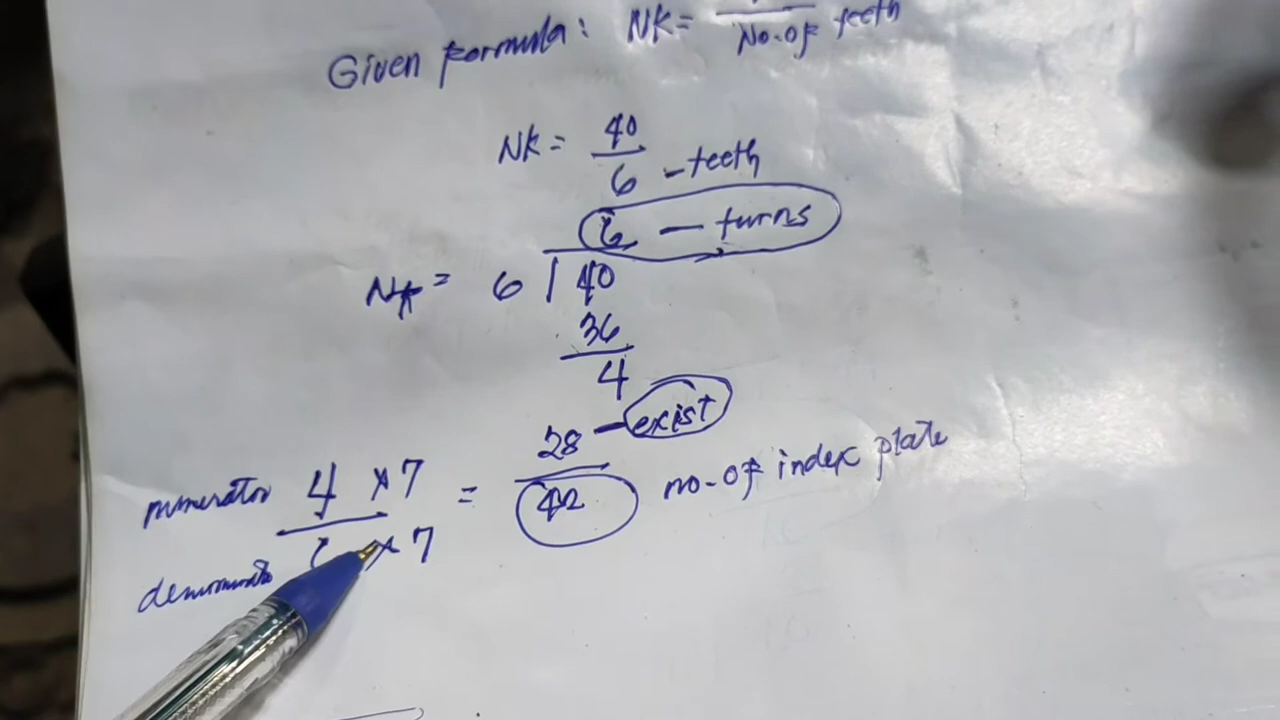 Given formula: NK = / No. of teeth
NK = 40 / 6 - teeth
6 — turns
NK = 6 | 40
36
4
28 — exist
numerator 4 x 7 = 42 no. of index plate
6 x 7